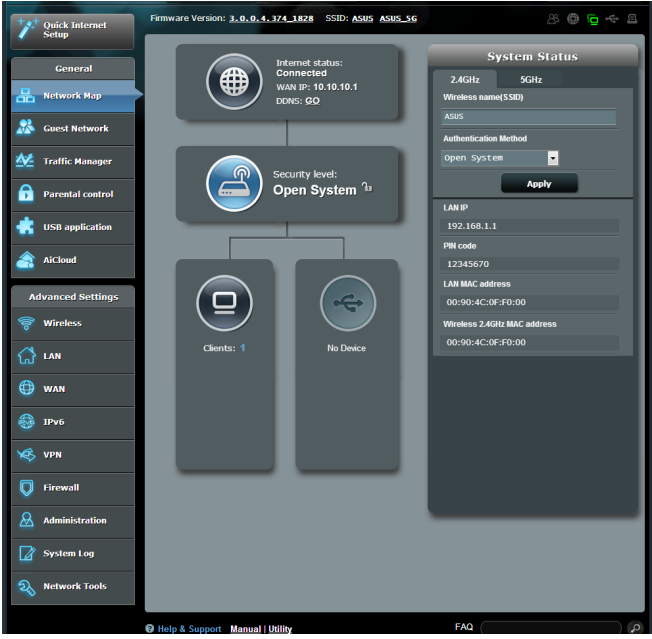 Quick Internet
Setup
Firmware Version: 3.0.0.4.374_1828 SSID: ASUS ASUS_5G
General
Network Map
Guest Network
Traffic Manager
Parental control
USB application
AiCloud
Advanced Settings
Wireless
LAN
WAN
IPv6
VPN
Firewall
Administration
System Log
Network Tools
Internet status:
Connected
WAN IP: 10.10.10.1
DDNS: GO
Security level:
Open System
Clients: 1
No Device
System Status
2.4GHz 5GHz
Wireless name(SSID)
ASUS
Authentication Method
Open System
Apply
LAN IP
192.168.1.1
PIN code
12345670
LAN MAC address
00:90:4C:0F:F0:00
Wireless 2.4GHz MAC address
00:90:4C:0F:F0:00
Help & Support Manual | Utility
FAQ